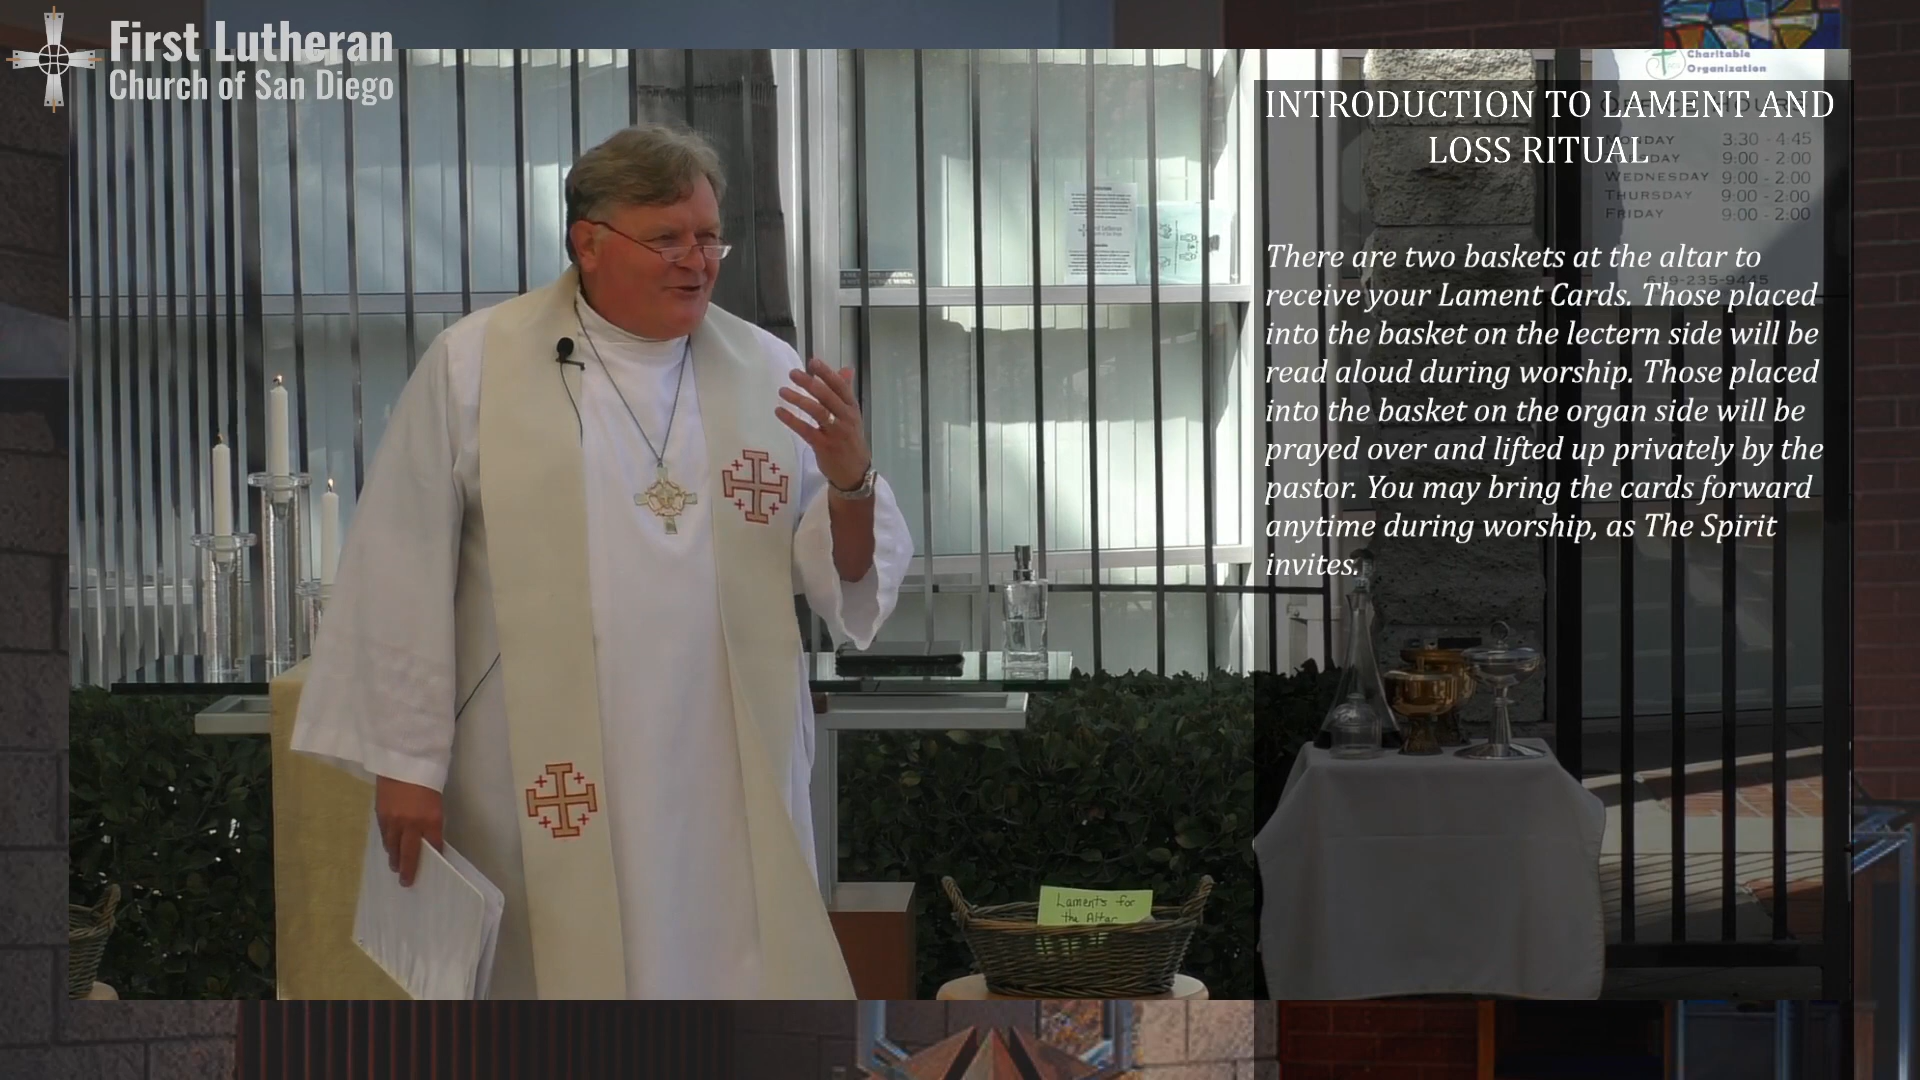 First Lutheran
Church of San Diego
Charitable
Organization
INTRODUCTION TO LAMENT AND
LOSS RITUAL
3:30 - 4:45
9:00 - 2:00
WEDNESDAY 9:00 - 2:00
THURSDAY 9:00 - 2:00
FRIDAY 9:00 - 2:00
619-235-9445
There are two baskets at the altar to
receive your Lament Cards. Those placed
into the basket on the lectern side will be
read aloud during worship. Those placed
into the basket on the organ side will be
prayed over and lifted up privately by the
pastor. You may bring the cards forward
anytime during worship, as The Spirit
invites.
Laments for
the Altar